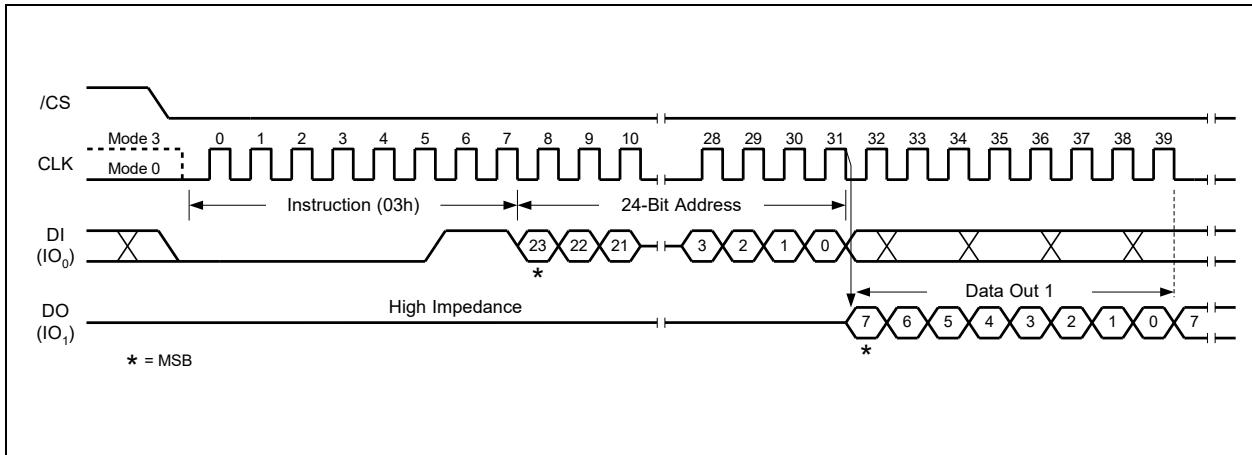 /CS
Mode 3 0 1 2 3 4 5 6 7 8 9 10 28 29 30 31 32 33 34 35 36 37 38 39
CLK Mode 0
Instruction (03h) 24-Bit Address
DI
(IO0)
23 22 21 3 2 1 0
*
Data Out 1
High Impedance
DO
(IO1)
7 6 5 4 3 2 1 0 7
*
* = MSB